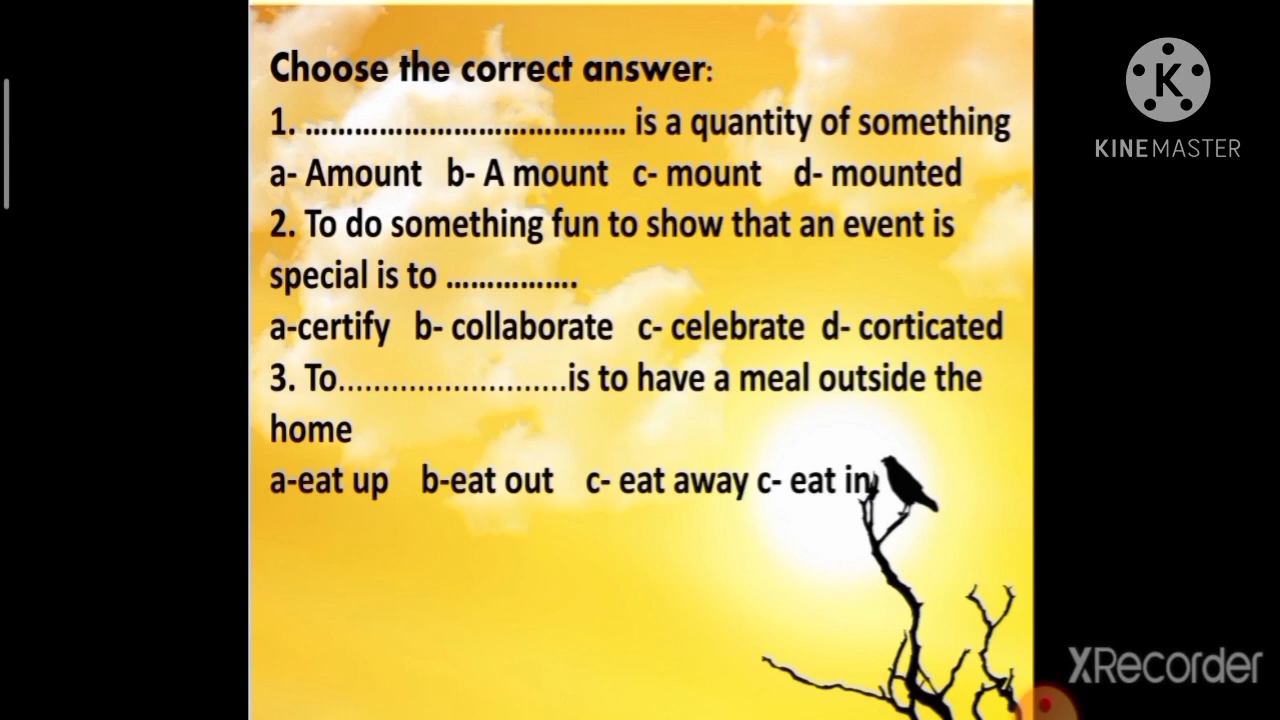 Choose the correct answer:
1. ………………………………… is a quantity of something
a- Amount b- A mount c- mount d- mounted
2. To do something fun to show that an event is
special is to …………….
a-certify b- collaborate c- celebrate d- corticated
3. To..........................is to have a meal outside the
home
a-eat up b-eat out c- eat away c- eat in
K
KINEMASTER
XRecorder